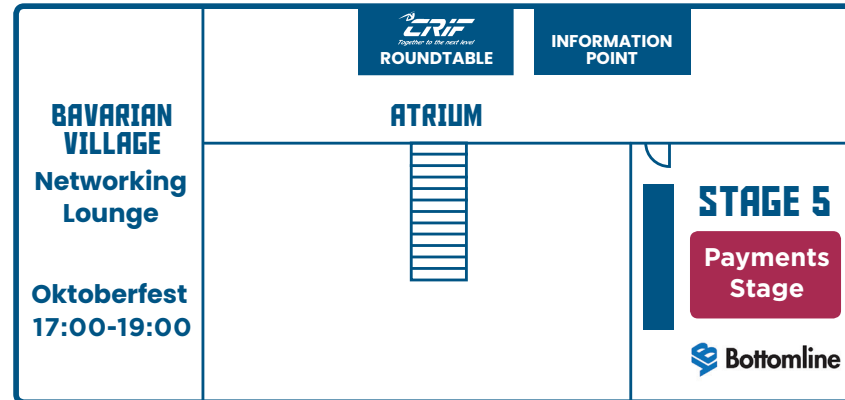 CRIF
Together to the next level
ROUNDTABLE
INFORMATION
POINT
BAVARIAN
VILLAGE
Networking
Lounge
Oktoberfest
17:00-19:00
ATRIUM
STAGE 5
Payments
Stage
Bottomline